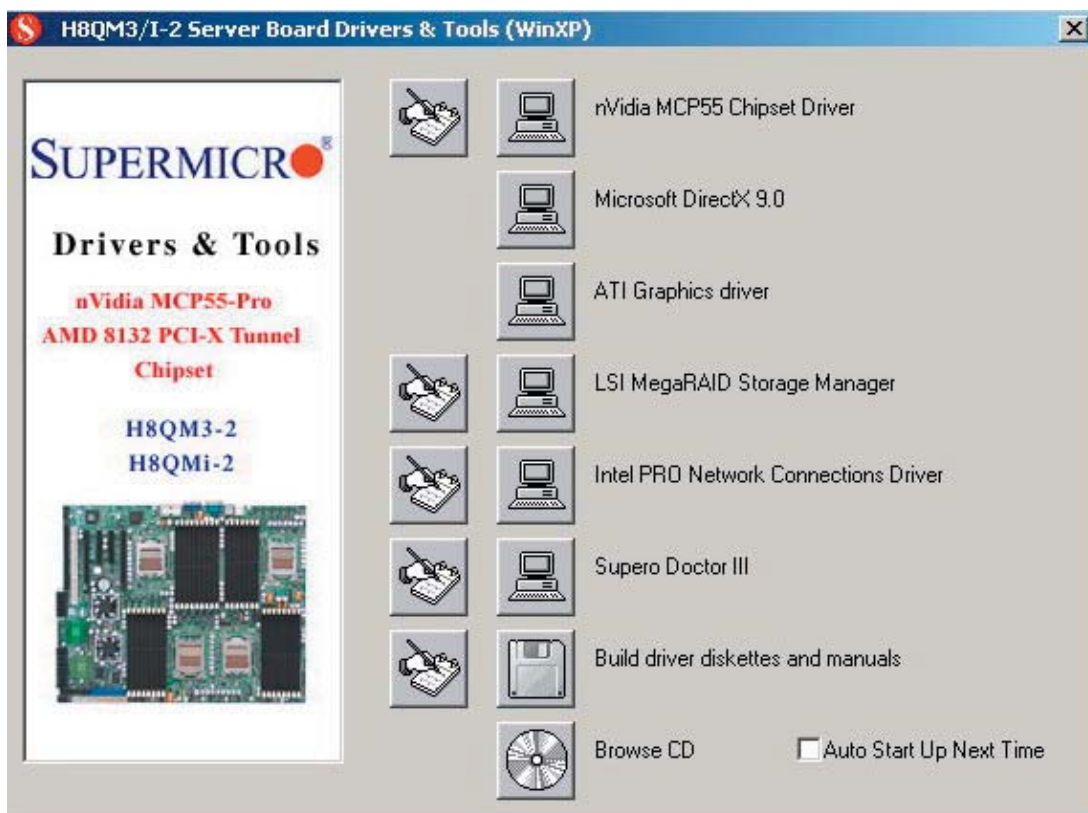 H8QM3/I-2 Server Board Drivers & Tools (WinXP)
SUPERMICRO®
Drivers & Tools
nVidia MCP55-Pro
AMD 8132 PCI-X Tunnel
Chipset
H8QM3-2
H8QMi-2
nVidia MCP55 Chipset Driver
Microsoft DirectX 9.0
ATI Graphics driver
LSI MegaRAID Storage Manager
Intel PRO Network Connections Driver
Supero Doctor III
Build driver diskettes and manuals
Browse CD
Auto Start Up Next Time